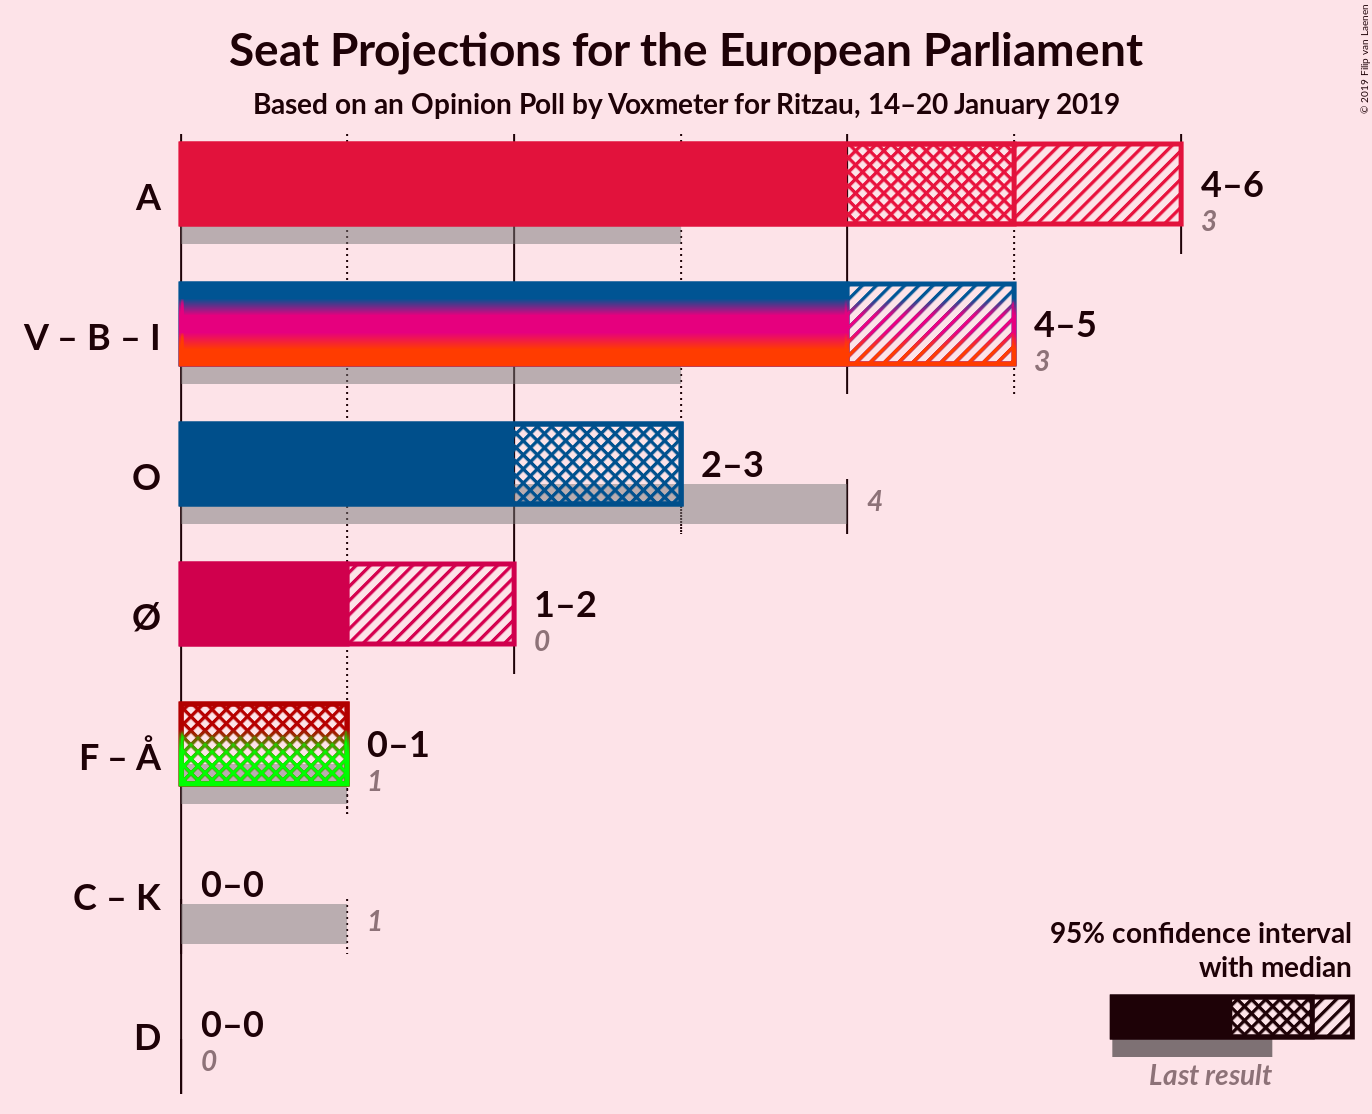 Seat Projections for the European Parliament
Based on an Opinion Poll by Voxmeter for Ritzau, 14–20 January 2019
© 2019 Filip van Laenen
A
4–6
3
V – B – I
4–5
3
O
2–3
4
Ø
1–2
0
F – Å
0–1
1
C – K
0–0
1
D
0–0
0
95% confidence interval
with median
Last result